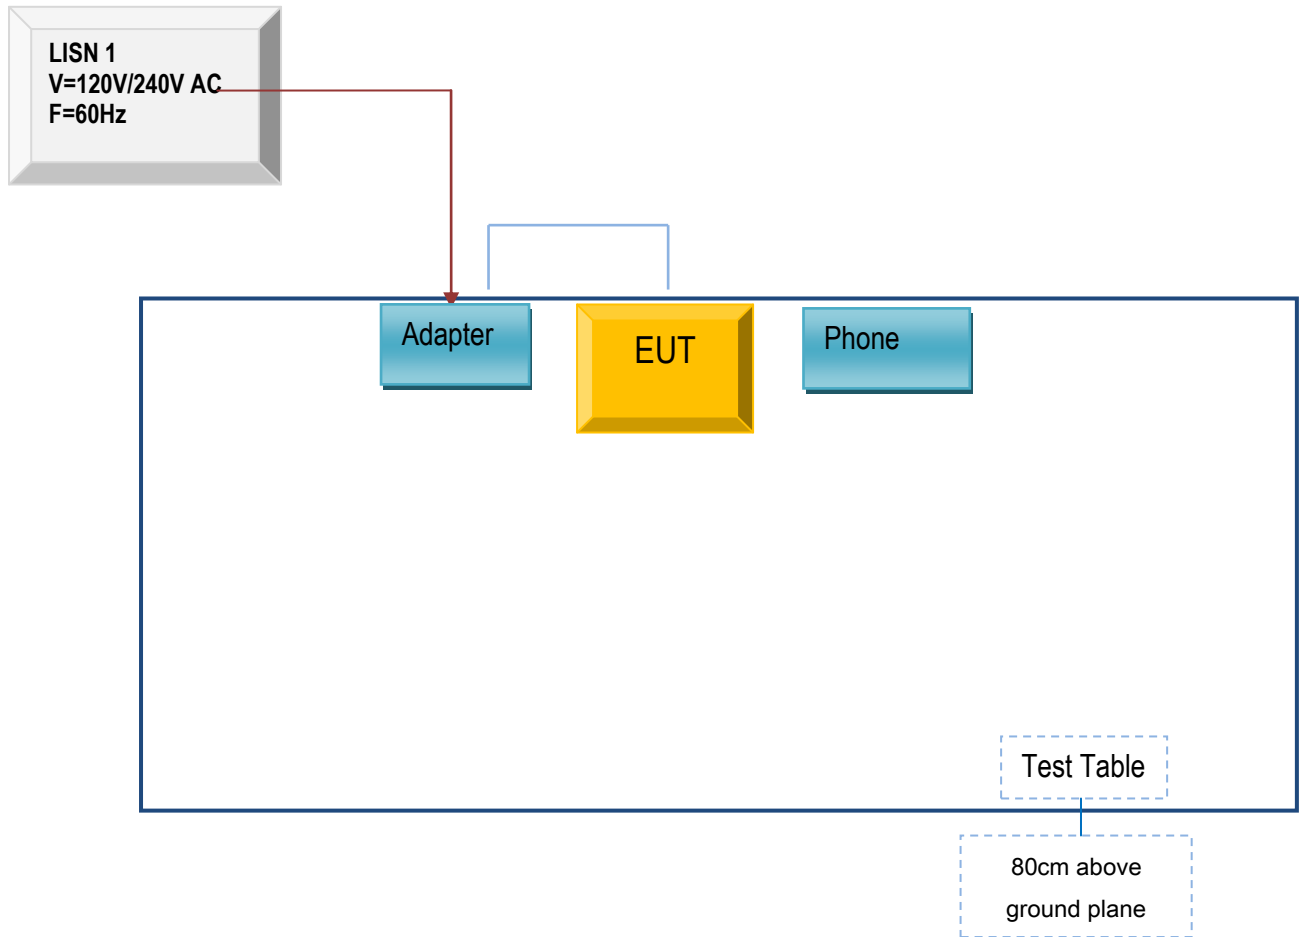 LISN 1
V=120V/240V AC
F=60Hz
Adapter
EUT
Phone
Test Table
80cm above
ground plane